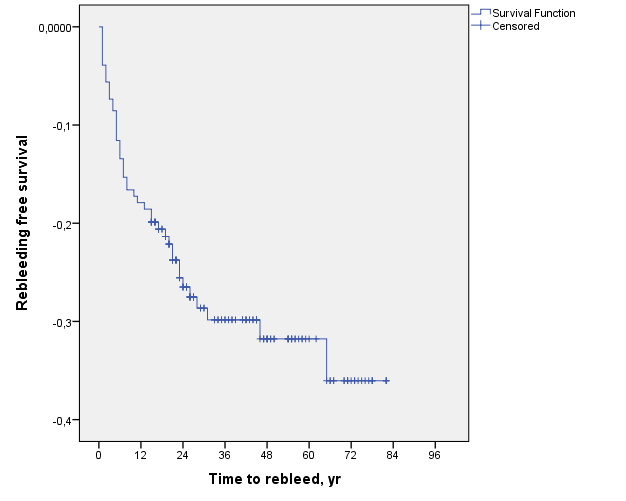 Survival Function
Censored
0,0000
-0,1
-0,2
-0,3
-0,4
Rebleeding free survival
0 12 24 36 48 60 72 84 96
Time to rebleed, yr